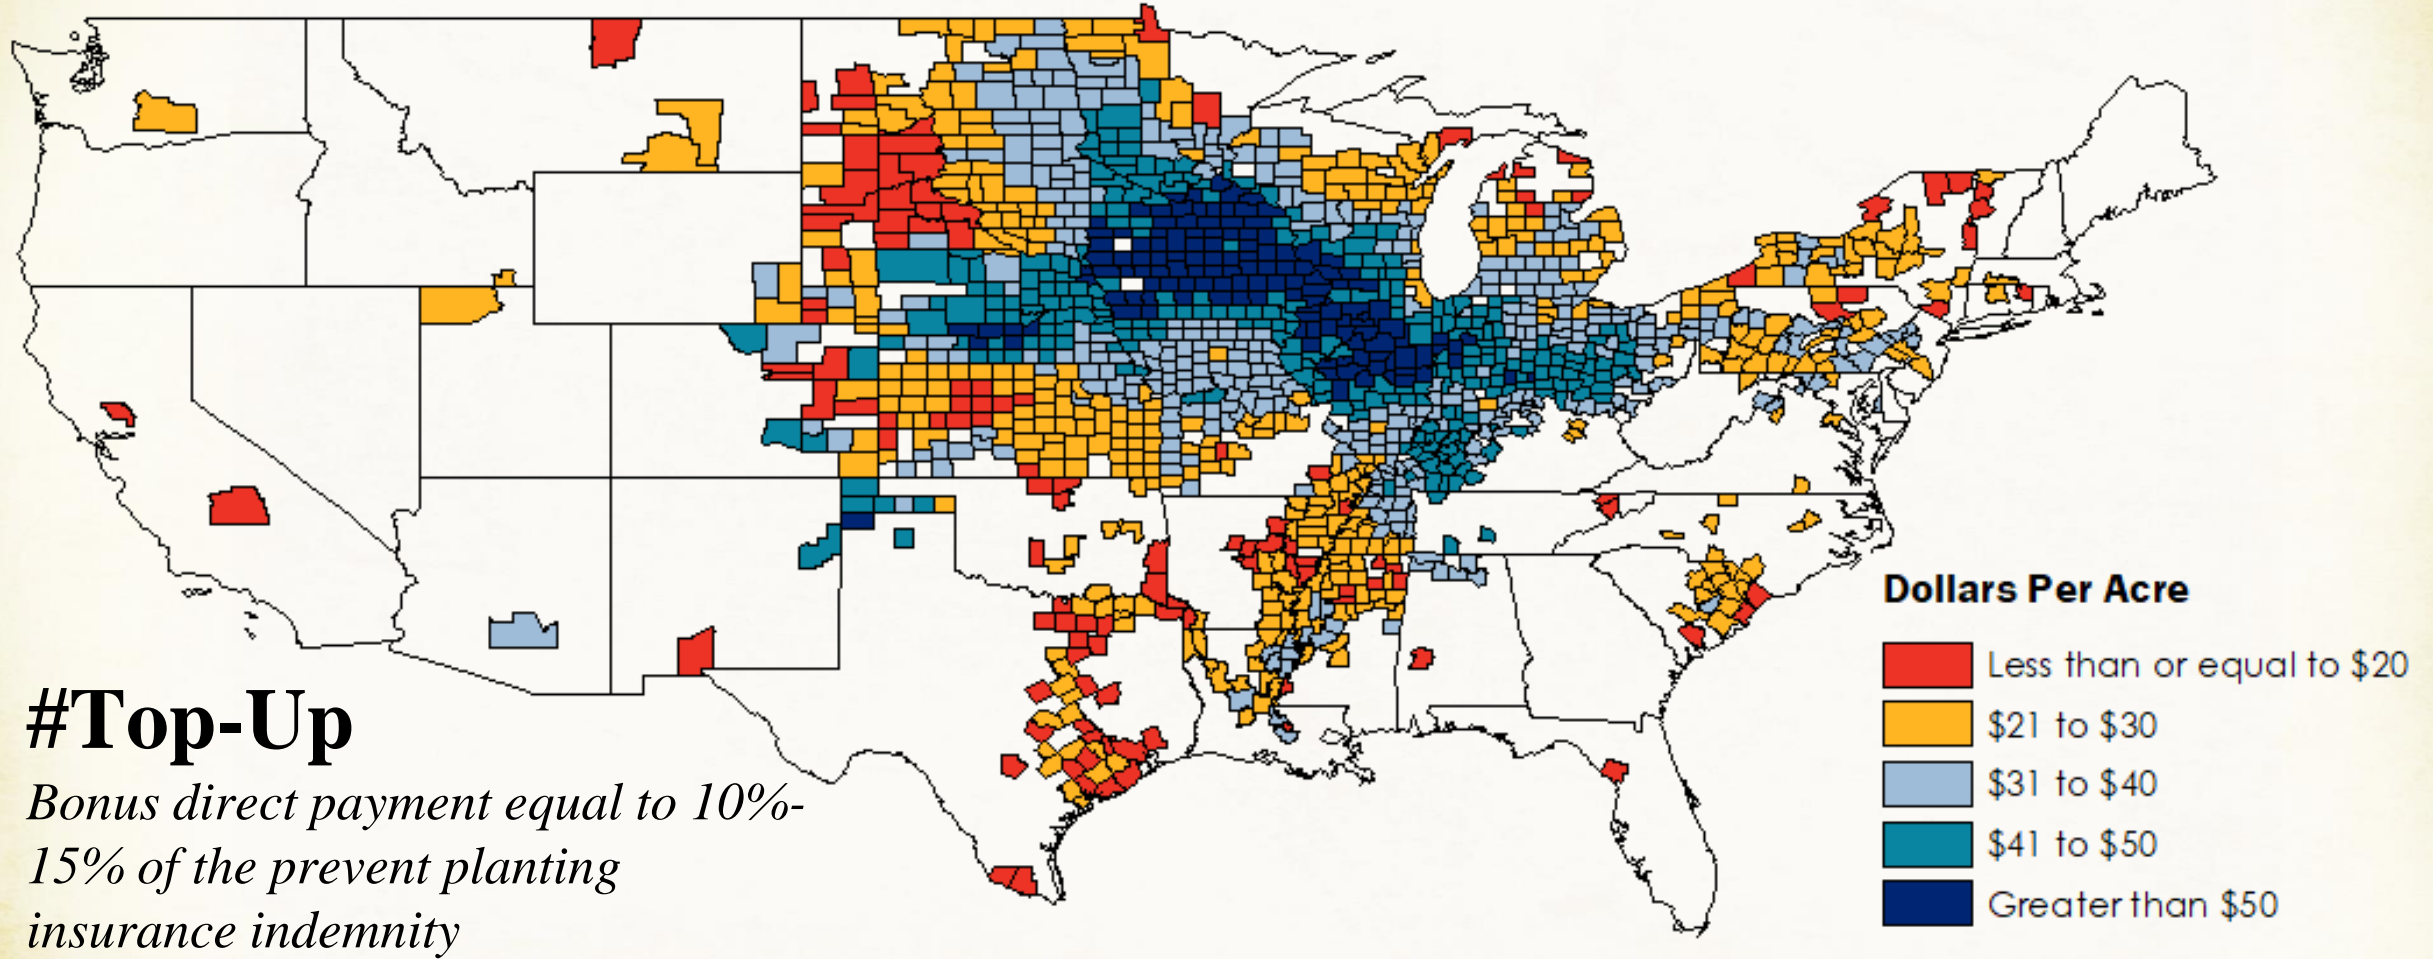 #Top-Up
Bonus direct payment equal to 10%-
15% of the prevent planting
insurance indemnity
Dollars Per Acre
Less than or equal to $20
$21 to $30
$31 to $40
$41 to $50
Greater than $50